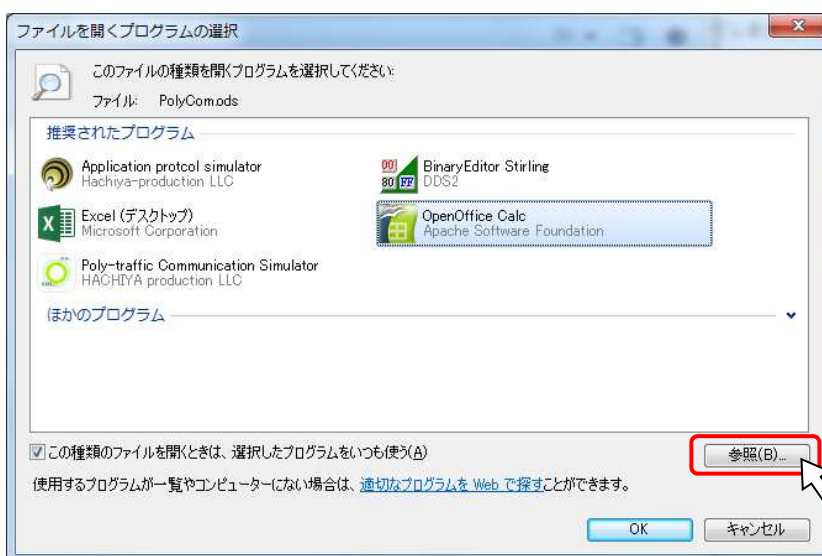 ファイルを開くプログラムの選択
このファイルの種類を開くプログラムを選択してください:
ファイル: PolyCom.ods
推奨されたプログラム
Application protcol simulator
Hachiya-production LLC
BinaryEditor Stirling
DDS2
Excel (デスクトップ)
Microsoft Corporation
OpenOffice Calc
Apache Software Foundation
Poly-traffic Communication Simulator
HACHIYA production LLC
ほかのプログラム
この種類のファイルを開くときは、選択したプログラムをいつも使う(A)
参照(B)...
使用するプログラムが一覧やコンピューターにない場合は、適切なプログラムを Web で探すことができます。
OK
キャンセル